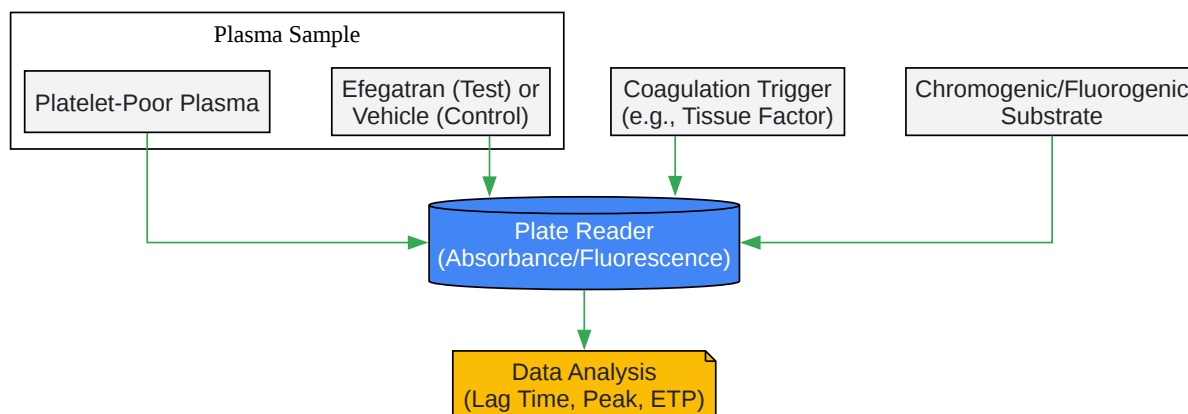 Plasma Sample
Platelet-Poor Plasma
Efegatran (Test) or
Vehicle (Control)
Coagulation Trigger
(e.g., Tissue Factor)
Chromogenic/Fluorogenic
Substrate
Plate Reader
(Absorbance/Fluorescence)
Data Analysis
(Lag Time, Peak, ETP)